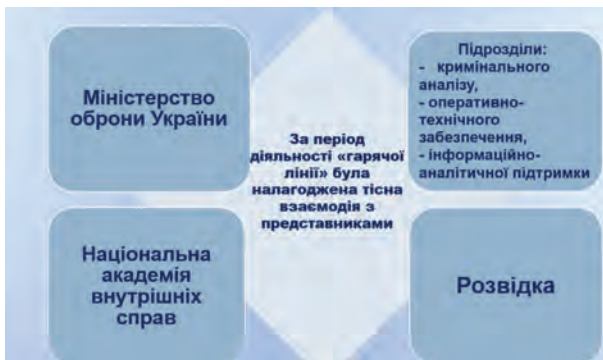 Міністерство
оброни України
Підрозділи:
- кримінального
аналізу,
- оперативно-
технічного
забезпечення,
- інформаційно-
аналітичної підтримки
За період
діяльності «гарячої
лінії» була
налагоджена тісна
взаємодія з
представниками
Національна
академія
внутрішніх
справ
Розвідка